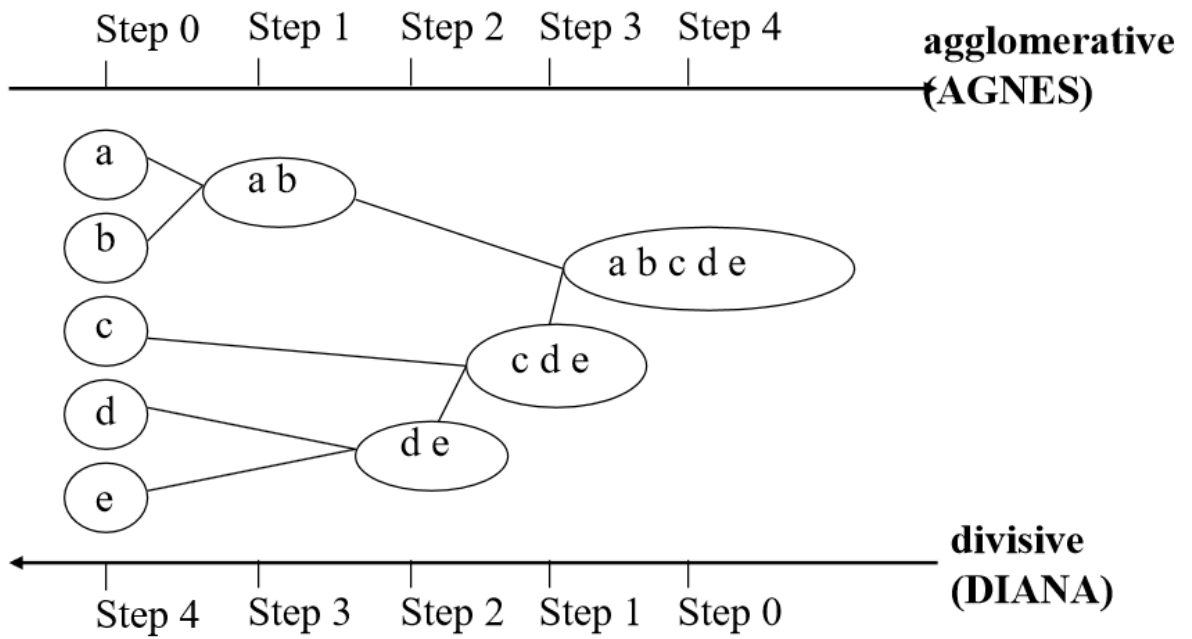 Step 0 Step 1 Step 2 Step 3 Step 4
agglomerative
(AGNES)
a
a b
b
a b c d e
c
c d e
d
d e
e
divisive
(DIANA)
Step 4 Step 3 Step 2 Step 1 Step 0